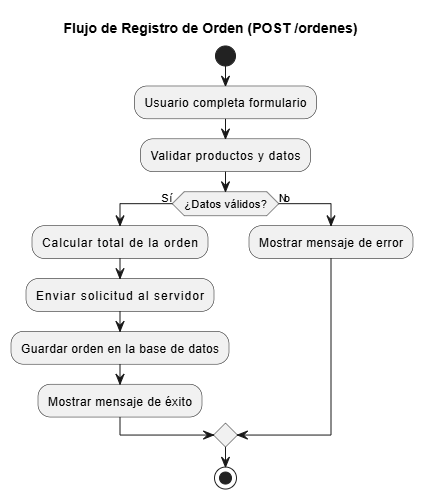 Flujo de Registro de Orden (POST /ordenes)
Usuario completa formulario
Validar productos y datos
¿Datos válidos?
Sí
No
Calcular total de la orden
Mostrar mensaje de error
Enviar solicitud al servidor
Guardar orden en la base de datos
Mostrar mensaje de éxito